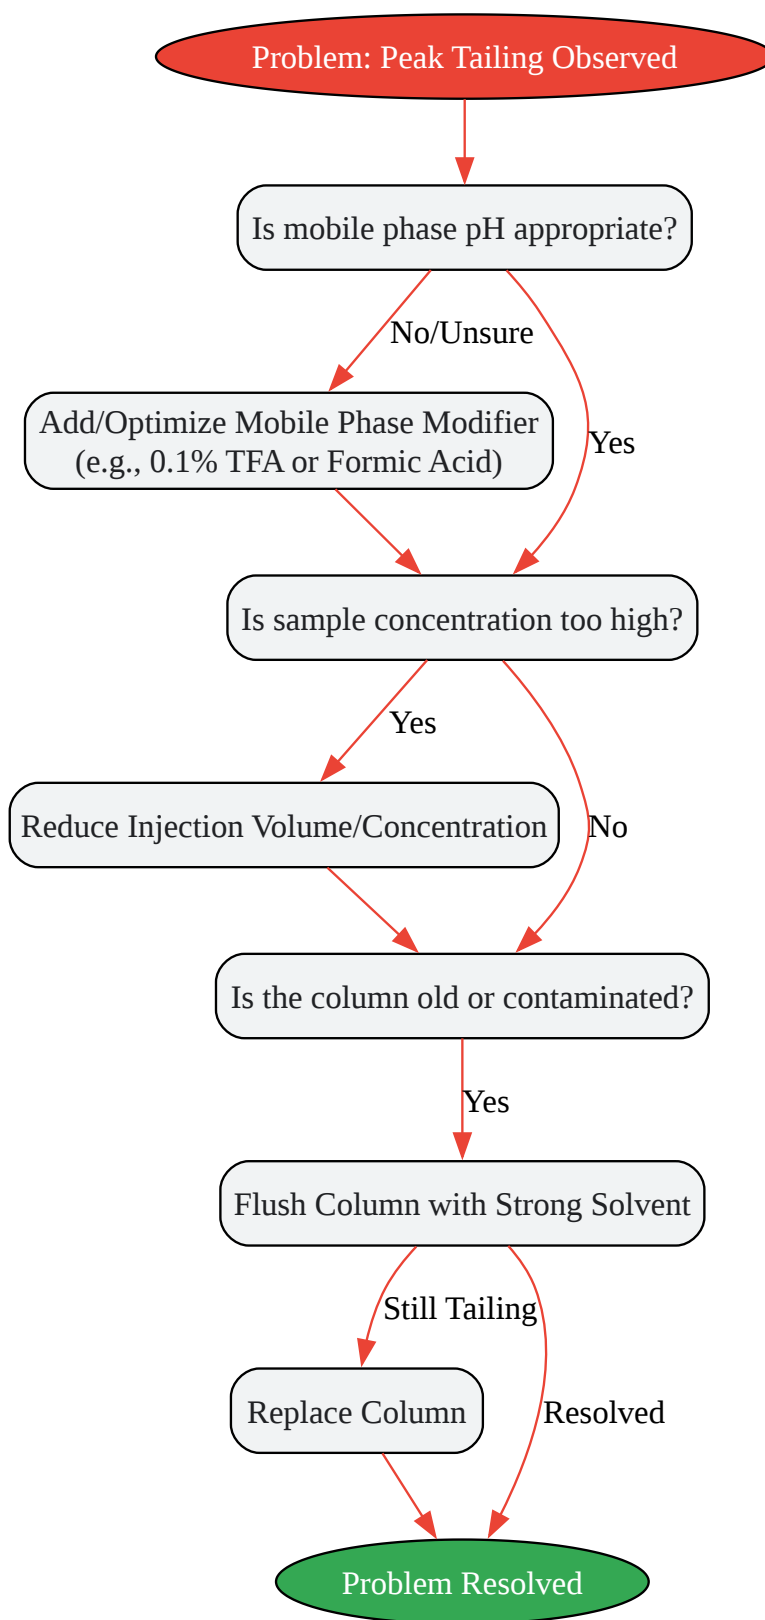 Problem: Peak Tailing Observed
Is mobile phase pH appropriate?
No/Unsure
Add/Optimize Mobile Phase Modifier
(e.g., 0.1% TFA or Formic Acid)
Yes
Is sample concentration too high?
Yes
Reduce Injection Volume/Concentration
No
Is the column old or contaminated?
Yes
Flush Column with Strong Solvent
Still Tailing
Replace Column
Resolved
Problem Resolved